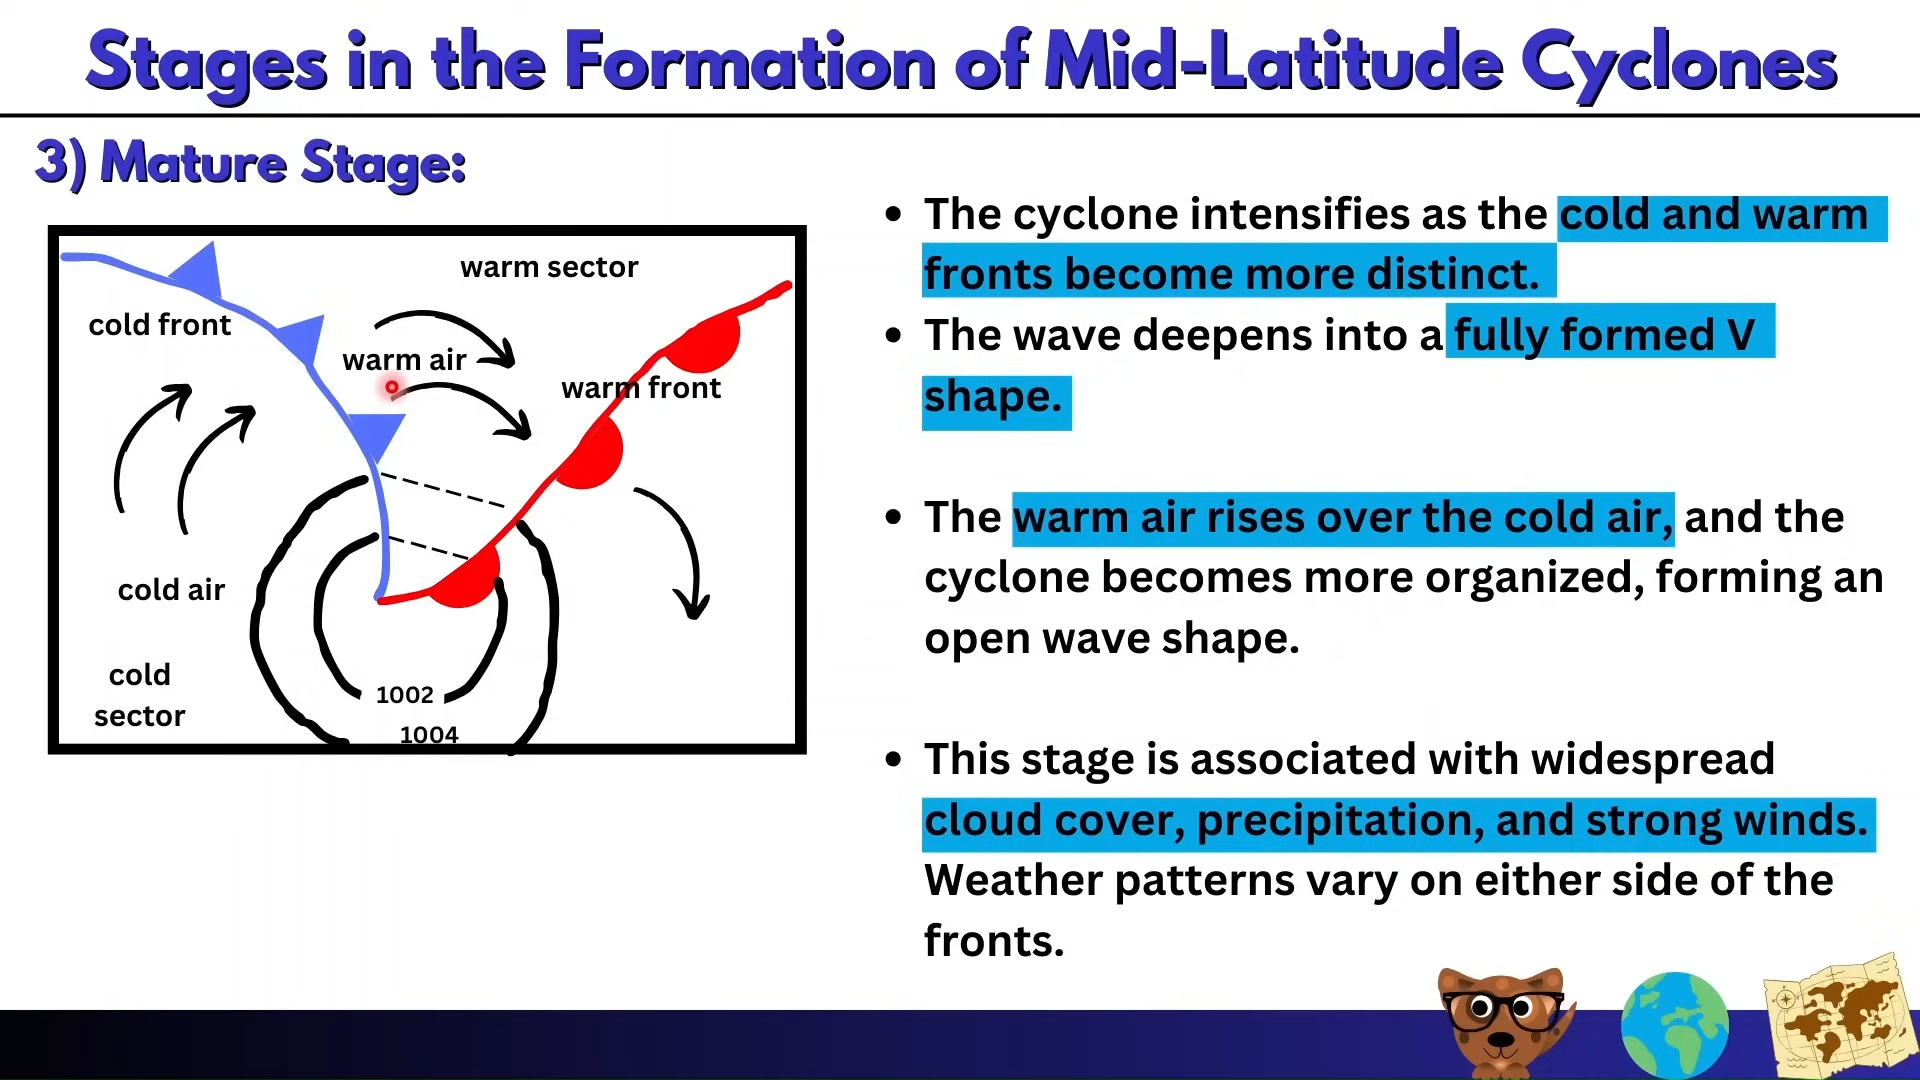 Stages in the Formation of Mid-Latitude Cyclones
3) Mature Stage:
warm sector
cold front
warm air
warm front
cold air
cold
sector
1002
1004
• The cyclone intensifies as the cold and warm
fronts become more distinct.
• The wave deepens into a fully formed V
shape.
• The warm air rises over the cold air, and the
cyclone becomes more organized, forming an
open wave shape.
• This stage is associated with widespread
cloud cover, precipitation, and strong winds.
Weather patterns vary on either side of the
fronts.